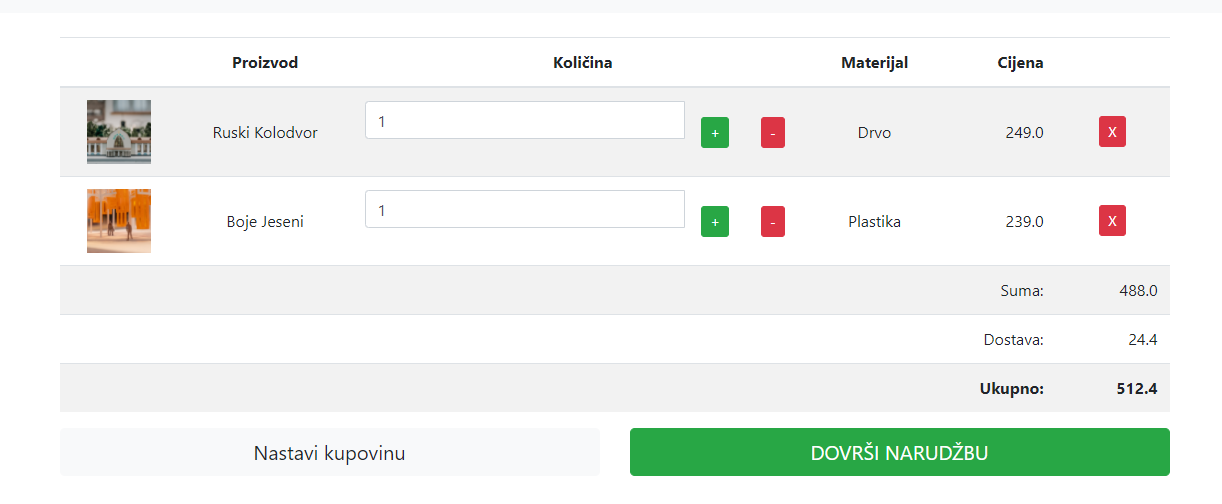 Proizvod Količina Materijal Cijena
Ruski Kolodvor 1 + - Drvo 249.0 X
Boje Jeseni 1 + - Plastika 239.0 X
Suma: 488.0
Dostava: 24.4
Ukupno: 512.4
Nastavi kupovinu DOVRŠI NARUDŽBU